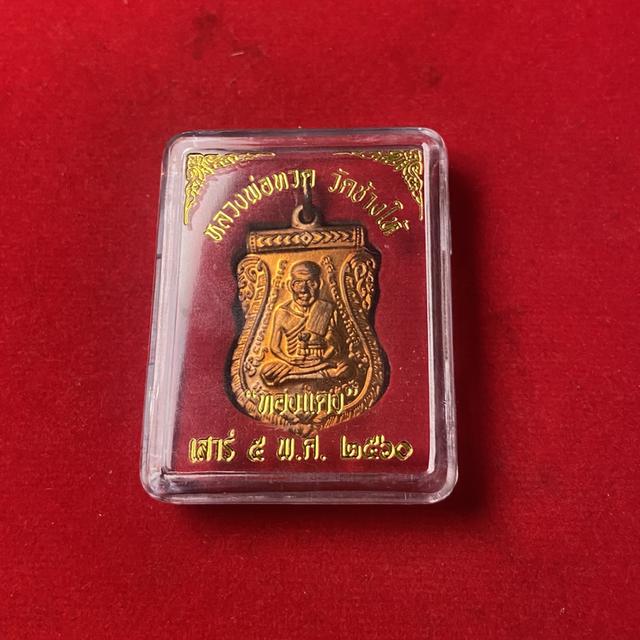 หลวงพ่อทวด วัดช้างให้
"ทองแดง"
เสาร์ ๕ พ.ศ. ๒๕๖๐